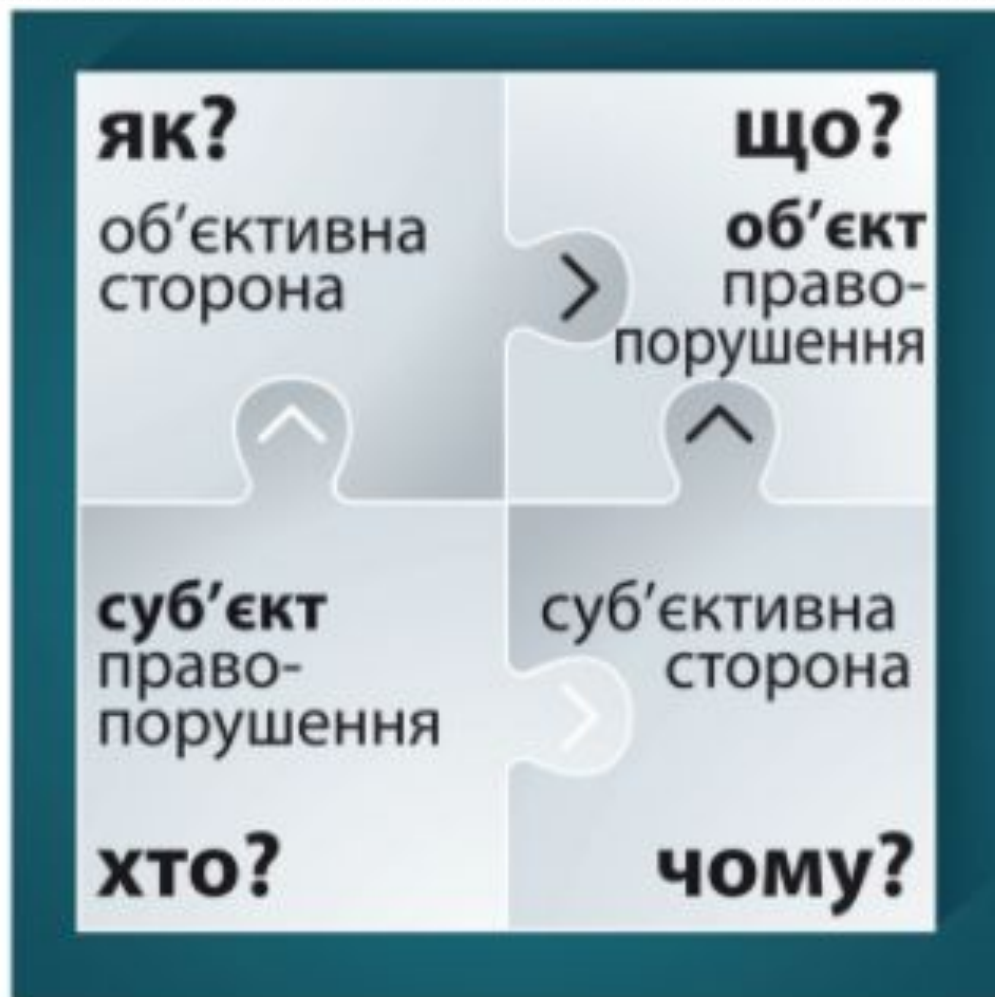 як?
об’єктивна
сторона
що?
об’єкт
право-
порушення
суб’єкт
право-
порушення
хто?
суб’єктивна
сторона
чому?